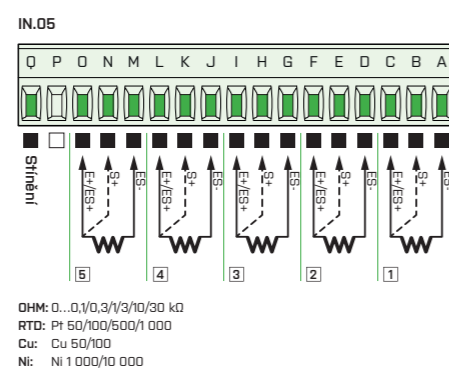 IN.05
Q P O N M L K J I H G F E D C B A
Stínění
E+/ES+ S+ ES- E+/ES+ S+ ES- E+/ES+ S+ ES- E+/ES+ S+ ES- E+/ES+ S+ ES-
5 4 3 2 1
OHM: 0...0,1/0,3/1/3/10/30 kΩ
RTD: Pt 50/100/500/1 000
Cu: Cu 50/100
Ni: Ni 1 000/10 000